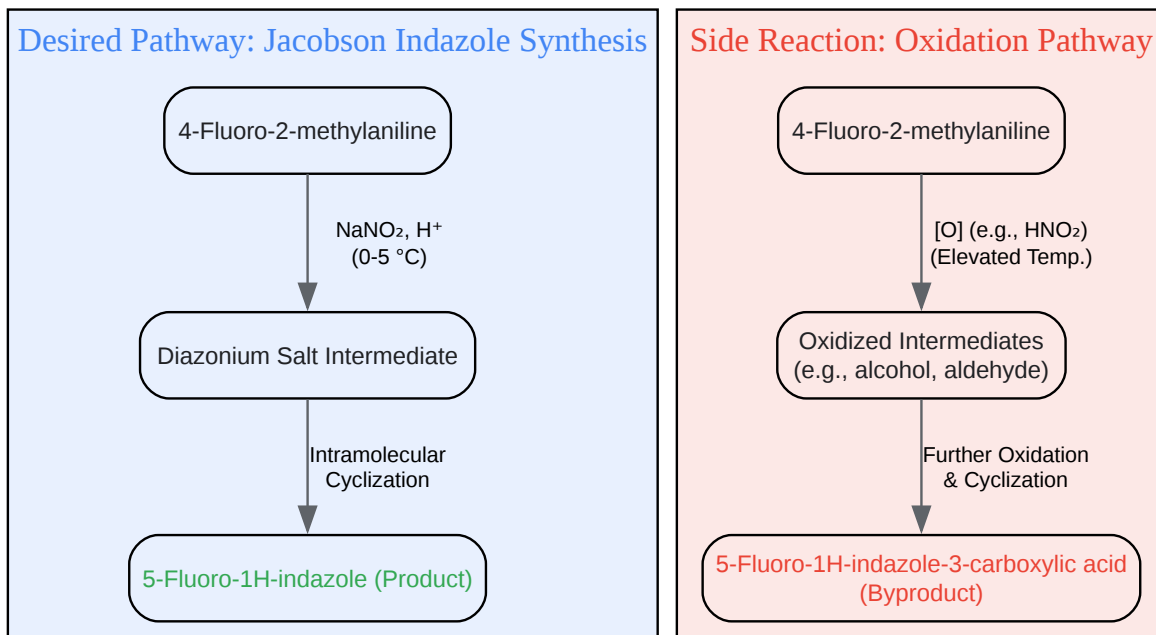 Desired Pathway: Jacobson Indazole Synthesis
4-Fluoro-2-methylaniline
NaNO₂, H⁺
(0-5 °C)
Diazonium Salt Intermediate
Intramolecular
Cyclization
5-Fluoro-1H-indazole (Product)
Side Reaction: Oxidation Pathway
4-Fluoro-2-methylaniline
[O] (e.g., HNO₂)
(Elevated Temp.)
Oxidized Intermediates
(e.g., alcohol, aldehyde)
Further Oxidation
& Cyclization
5-Fluoro-1H-indazole-3-carboxylic acid
(Byproduct)